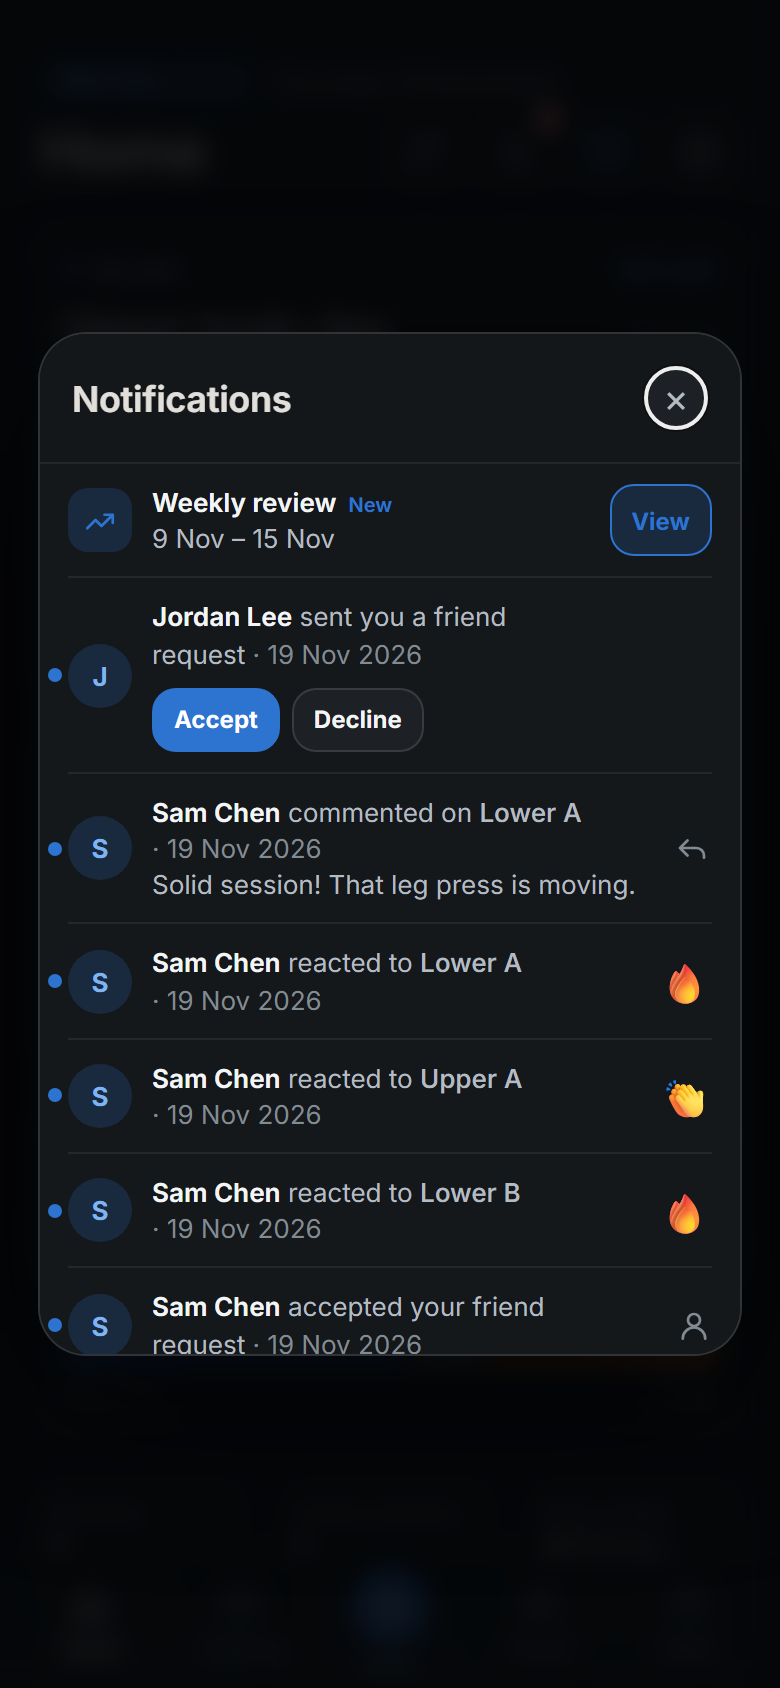 Notifications
Weekly review New
9 Nov – 15 Nov
View
Jordan Lee sent you a friend
request · 19 Nov 2026
J
Accept
Decline
Sam Chen commented on Lower A
· 19 Nov 2026
Solid session! That leg press is moving.
S
Sam Chen reacted to Lower A
· 19 Nov 2026
S
Sam Chen reacted to Upper A
· 19 Nov 2026
S
Sam Chen reacted to Lower B
· 19 Nov 2026
S
Sam Chen accepted your friend
request · 19 Nov 2026
S